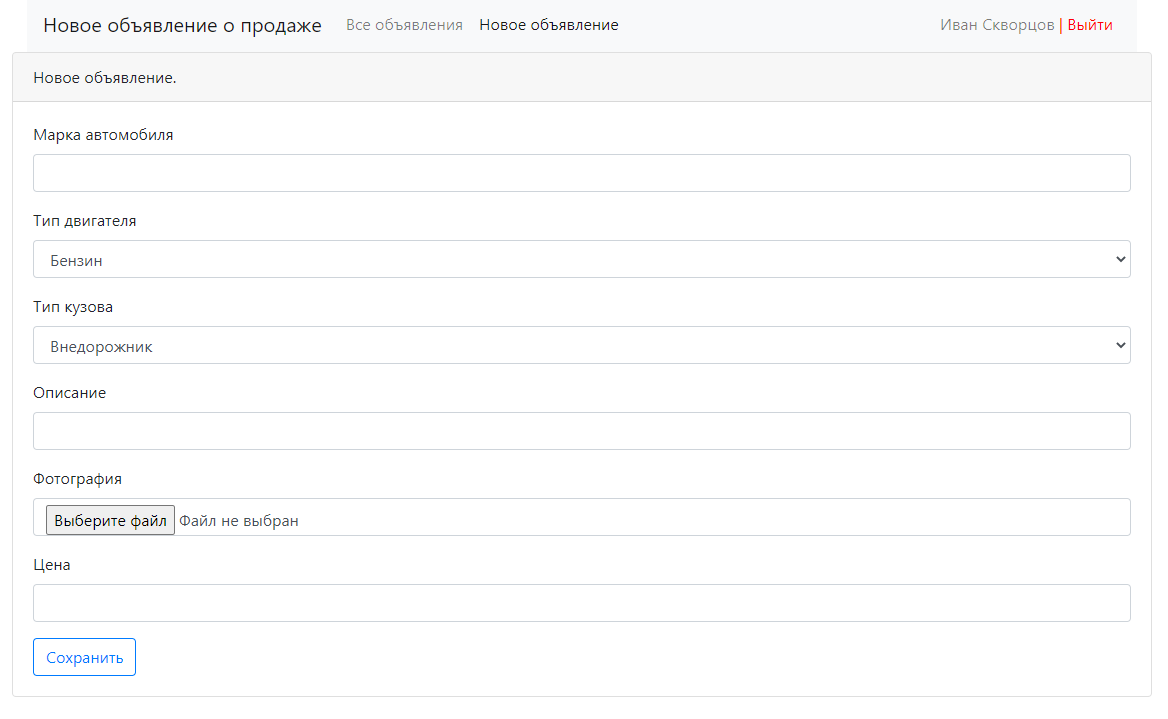 Новое объявление о продаже Все объявления Новое объявление Иван Скворцов | Выйти
Новое объявление.
Марка автомобиля
Тип двигателя
Бензин
Тип кузова
Внедорожник
Описание
Фотография
Выберите файл Файл не выбран
Цена
Сохранить